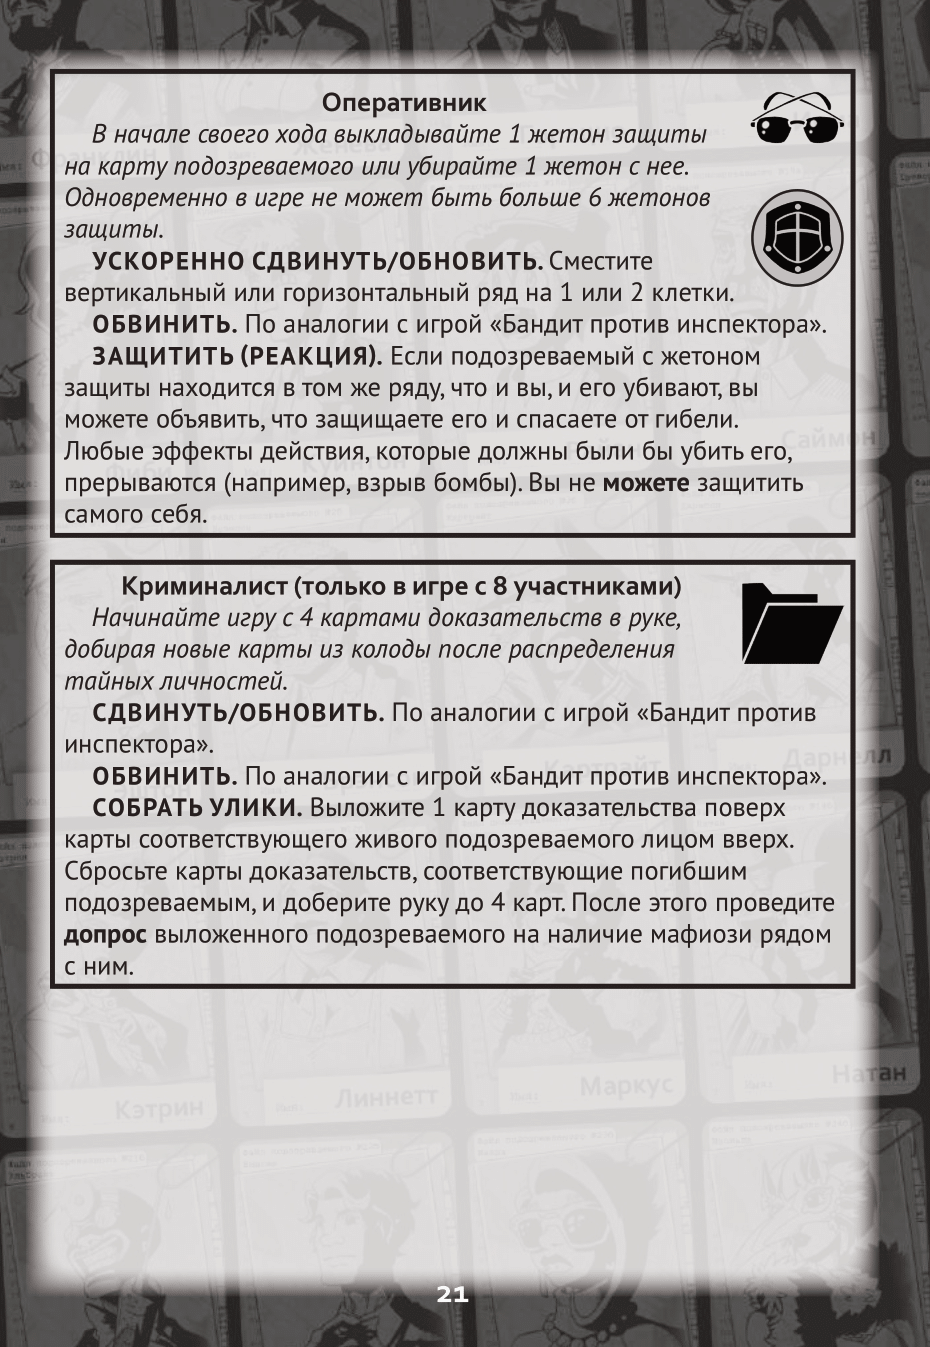 Оперативник
В начале своего хода выкладывайте 1 жетон защиты
на карту подозреваемого или убирайте 1 жетон с нее.
Одновременно в игре не может быть больше 6 жетонов
защиты.
УСКОРЕННО СДВИНУТЬ/ОБНОВИТЬ. Сместите
вертикальный или горизонтальный ряд на 1 или 2 клетки.
ОБВИНИТЬ. По аналогии с игрой «Бандит против инспектора».
ЗАЩИТИТЬ (РЕАКЦИЯ). Если подозреваемый с жетоном
защиты находится в том же ряду, что и вы, и его убивают, вы
можете объявить, что защищаете его и спасаете от гибели.
Любые эффекты действия, которые должны были бы убить его,
прерываются (например, взрыв бомбы). Вы не можете защитить
самого себя.
Криминалист (только в игре с 8 участниками)
Начинайте игру с 4 картами доказательств в руке,
добирая новые карты из колоды после распределения
тайных личностей.
СДВИНУТЬ/ОБНОВИТЬ. По аналогии с игрой «Бандит против
инспектора».
ОБВИНИТЬ. По аналогии с игрой «Бандит против инспектора».
СОБРАТЬ УЛИКИ. Выложите 1 карту доказательства поверх
карты соответствующего живого подозреваемого лицом вверх.
Сбросьте карты доказательств, соответствующие погибшим
подозреваемым, и доберите руку до 4 карт. После этого проведите
допрос выложенного подозреваемого на наличие мафиози рядом
с ним.
Саймон
Дарнелл
Натан
Маркус
Линнетт
Кэтрин
21